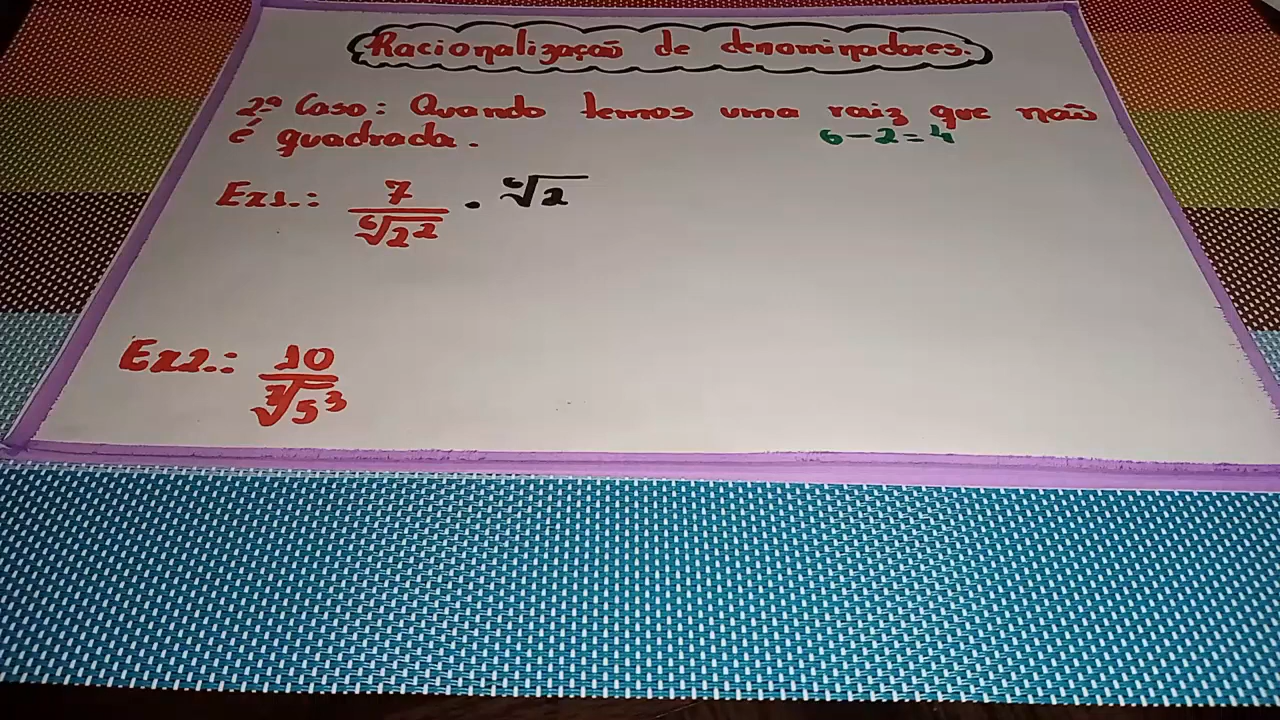 Racionalização de denominadores.
2º Caso: Quando temos uma raiz que não
é quadrada.
6-2=4
Ex1.: 7/⁶√2² . ⁶√2
Ex2.: 10/⁷√5³